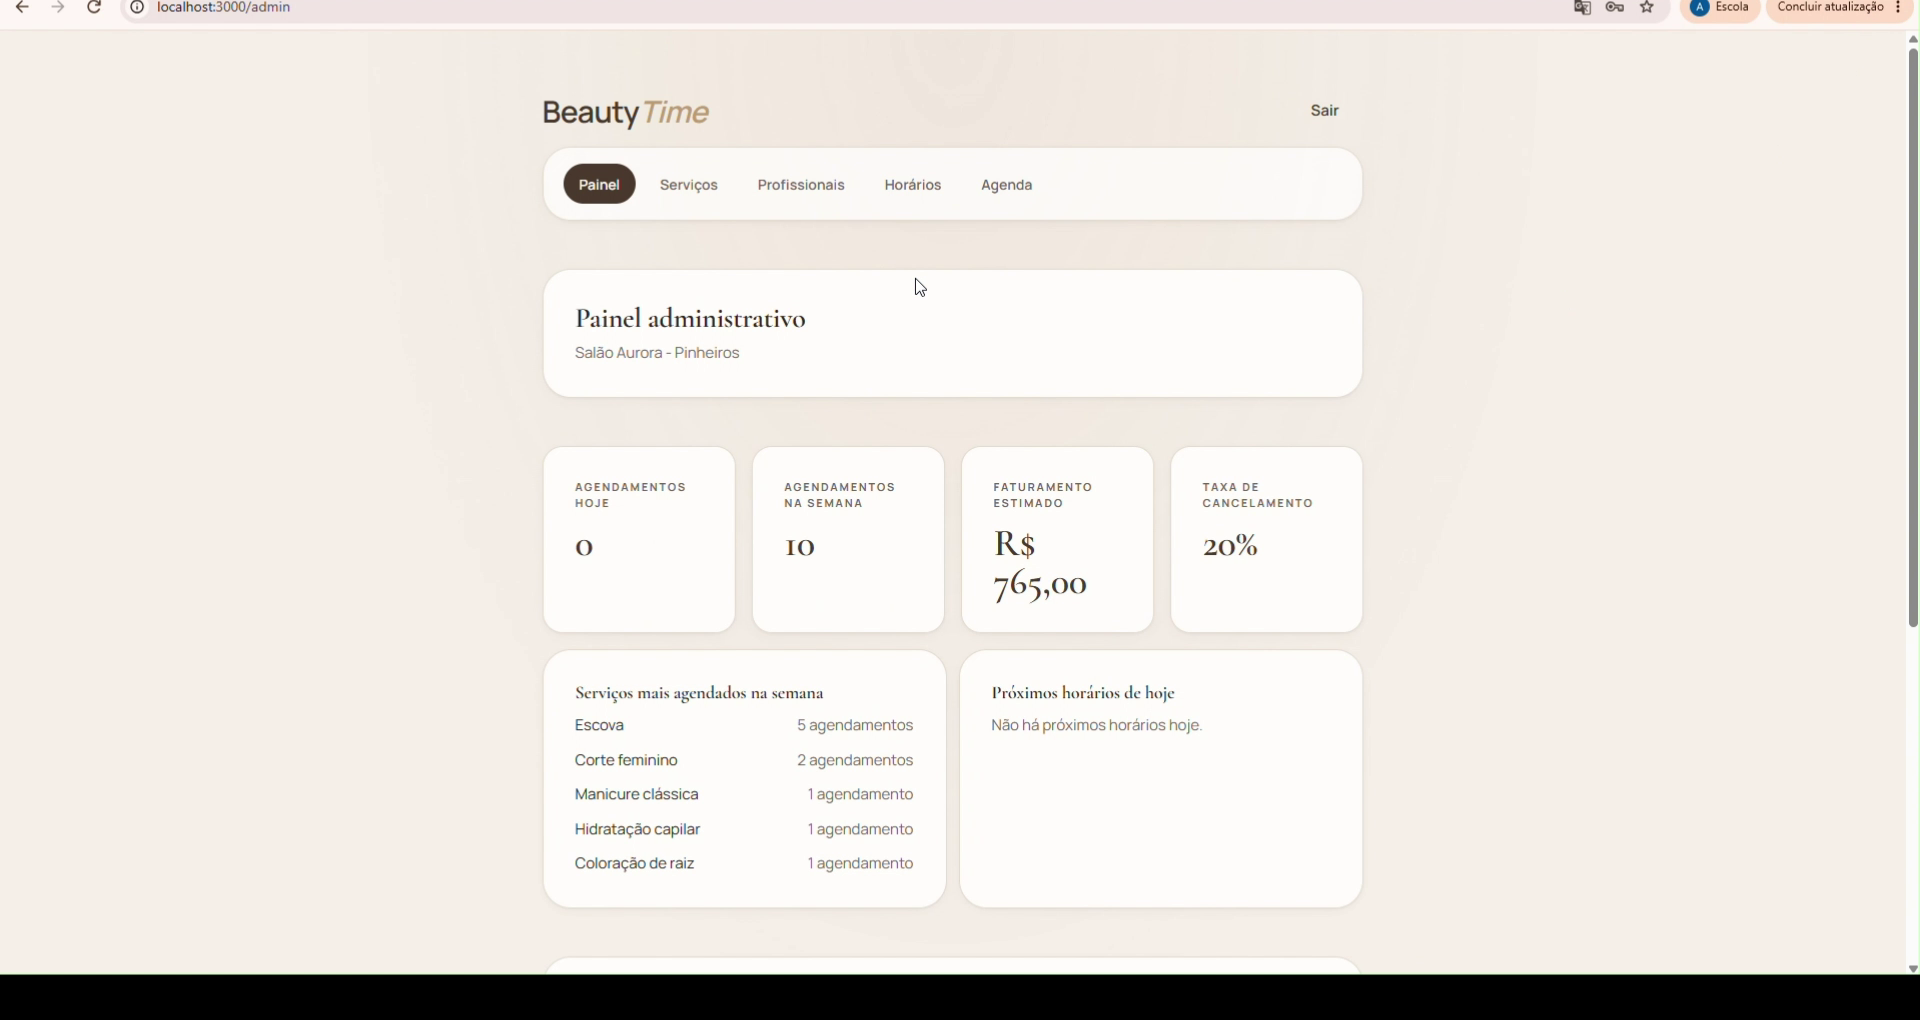 localhost:3000/admin
A Escola
Concluir atualização
BeautyTime
Sair
Painel
Serviços
Profissionais
Horários
Agenda
Painel administrativo
Salão Aurora - Pinheiros
AGENDAMENTOS
HOJE
0
AGENDAMENTOS
NA SEMANA
10
FATURAMENTO
ESTIMADO
R$
765,00
TAXA DE
CANCELAMENTO
20%
Serviços mais agendados na semana
Escova 5 agendamentos
Corte feminino 2 agendamentos
Manicure clássica 1 agendamento
Hidratação capilar 1 agendamento
Coloração de raiz 1 agendamento
Próximos horários de hoje
Não há próximos horários hoje.